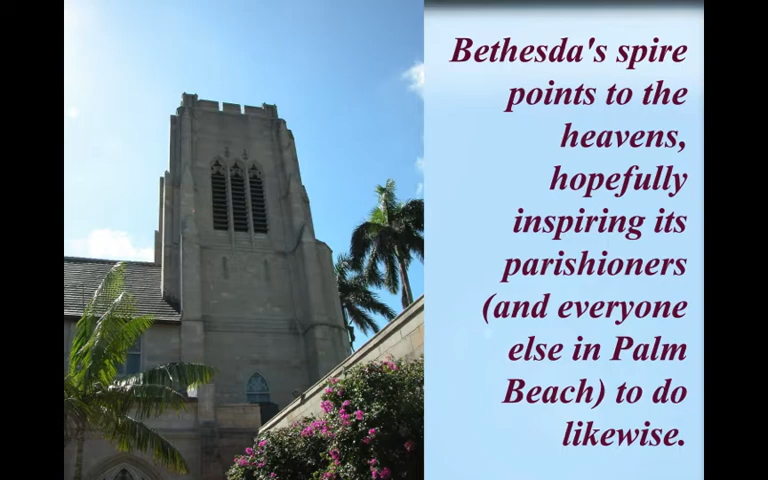 Bethesda's spire
points to the
heavens,
hopefully
inspiring its
parishioners
(and everyone
else in Palm
Beach) to do
likewise.